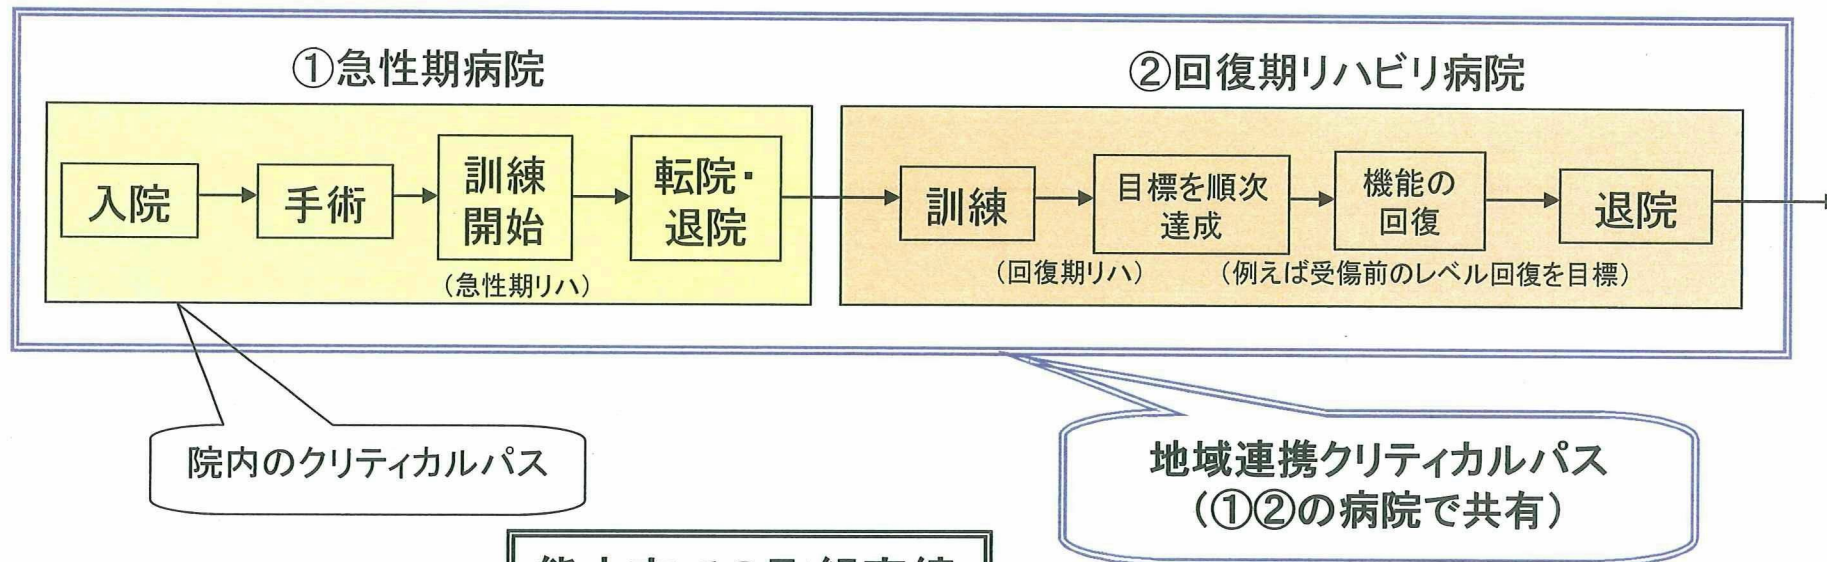 ①急性期病院
②回復期リハビリ病院
入院
手術
訓練
開始
(急性期リハ)
転院・
退院
訓練
(回復期リハ)
目標を順次
達成
機能の
回復
(例えば受傷前のレベル回復を目標)
退院
院内のクリティカルパス
地域連携クリティカルパス
(①②の病院で共有)